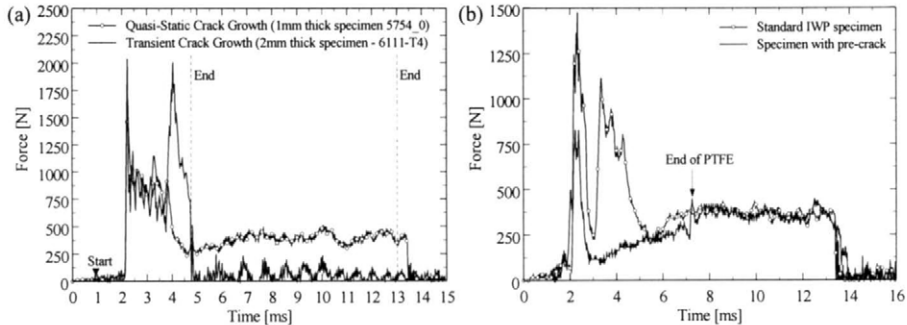 (a)
Force [N]
2500
2250
2000
1750
1500
1250
1000
750
500
250
0
Quasi-Static Crack Growth (1mm thick specimen 5754_0)
Transient Crack Growth (2mm thick specimen - 6111-T4)
End
End
Start
0 1 2 3 4 5 6 7 8 9 10 11 12 13 14 15
Time [ms]
(b)
Force [N]
1500
1250
1000
750
500
250
0
Standard IWP specimen
Specimen with pre-crack
End of PTFE
0 2 4 6 8 10 12 14 16
Time [ms]